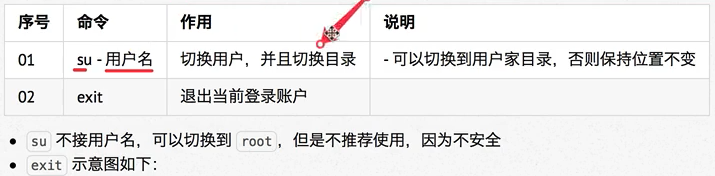 序号 命令 作用 说明
01 su - 用户名 切换用户，并且切换目录 - 可以切换到用户家目录，否则保持位置不变
02 exit 退出当前登录账户
su 不接用户名，可以切换到 root，但是不推荐使用，因为不安全
exit 示意图如下：